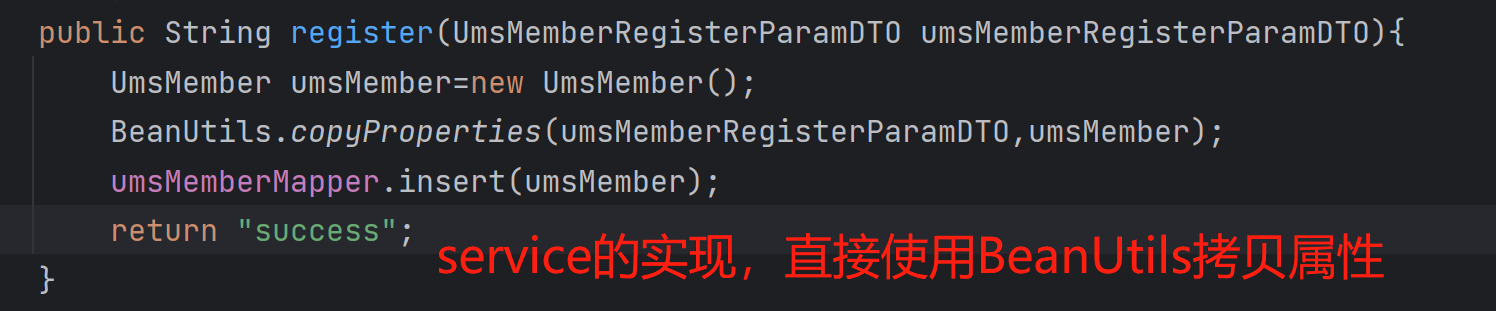 public String register(UmsMemberRegisterParamDTO umsMemberRegisterParamDTO){
UmsMember umsMember=new UmsMember();
BeanUtils.copyProperties(umsMemberRegisterParamDTO,umsMember);
umsMemberMapper.insert(umsMember);
return "success";
service的实现，直接使用BeanUtils拷贝属性
}